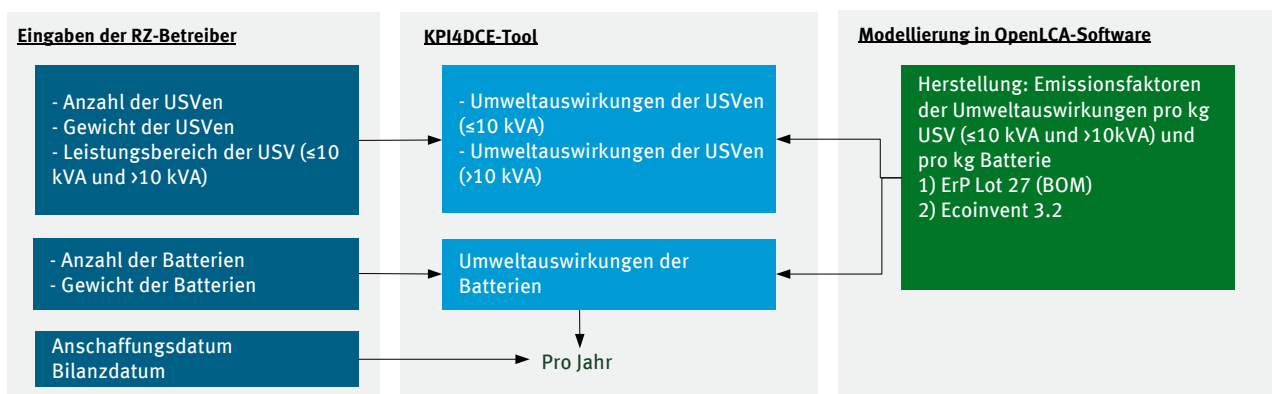 Eingaben der RZ-Betreiber
- Anzahl der USVen
- Gewicht der USVen
- Leistungsbereich der USV (≤10
kVA und >10 kVA)
- Anzahl der Batterien
- Gewicht der Batterien
Anschaffungsdatum
Bilanzdatum
KPI4DCE-Tool
- Umweltauswirkungen der USVen
(≤10 kVA)
- Umweltauswirkungen der USVen
(>10 kVA)
Umweltauswirkungen der
Batterien
Pro Jahr
Modellierung in OpenLCA-Software
Herstellung: Emissionsfaktoren
der Umweltauswirkungen pro kg
USV (≤10 kVA und >10kVA) und
pro kg Batterie
1) ErP Lot 27 (BOM)
2) Ecoinvent 3.2